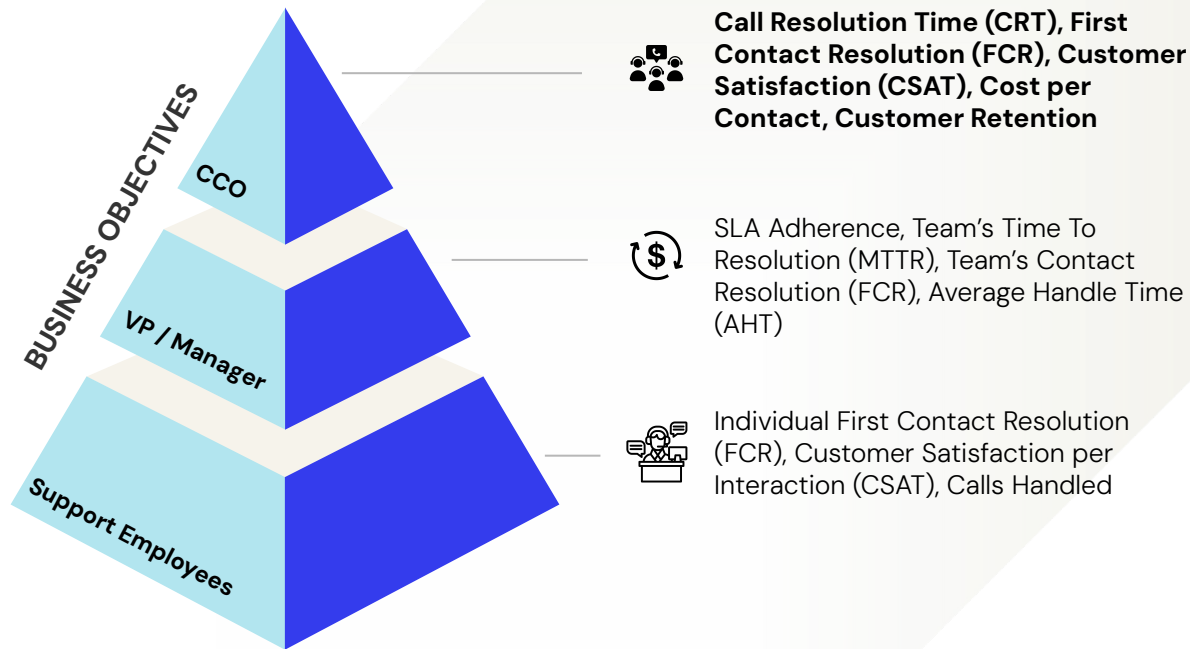 BUSINESS OBJECTIVES
CCO
Call Resolution Time (CRT), First
Contact Resolution (FCR), Customer
Satisfaction (CSAT), Cost per
Contact, Customer Retention
VP / Manager
$
SLA Adherence, Team’s Time To
Resolution (MTTR), Team’s Contact
Resolution (FCR), Average Handle Time
(AHT)
Support Employees
Individual First Contact Resolution
(FCR), Customer Satisfaction per
Interaction (CSAT), Calls Handled